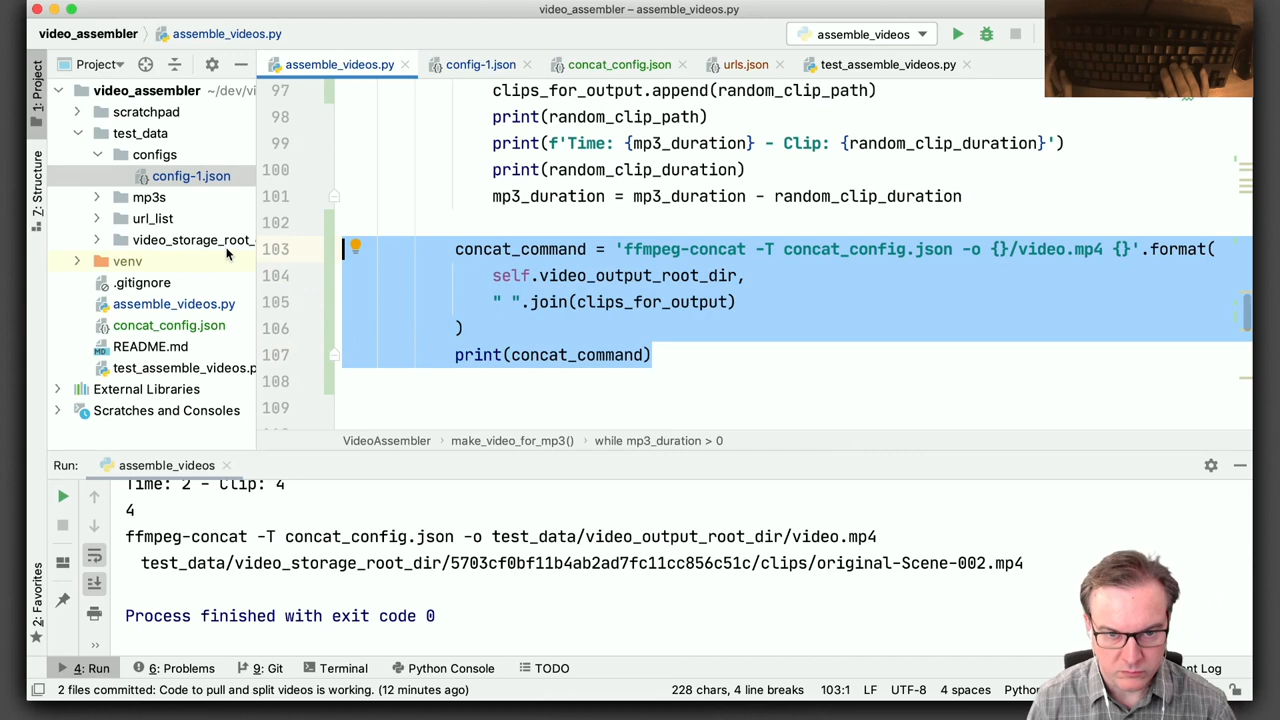 video_assembler – assemble_videos.py
video_assembler
assemble_videos.py
assemble_videos
1: Project
Project
assemble_videos.py
config-1.json
concat_config.json
urls.json
test_assemble_videos.py
video_assembler ~/dev/vi
scratchpad
test_data
configs
config-1.json
mp3s
url_list
video_storage_root_
venv
.gitignore
assemble_videos.py
concat_config.json
README.md
test_assemble_videos.p
External Libraries
Scratches and Consoles
Z: Structure
2: Favorites
97 clips_for_output.append(random_clip_path)
98 print(random_clip_path)
99 print(f'Time: {mp3_duration} - Clip: {random_clip_duration}')
100 print(random_clip_duration)
101 mp3_duration = mp3_duration - random_clip_duration
102
103 concat_command = 'ffmpeg-concat -T concat_config.json -o {}/video.mp4 {}'.format(
104 self.video_output_root_dir,
105 " ".join(clips_for_output)
106 )
107 print(concat_command)
108
109
VideoAssembler
make_video_for_mp3()
while mp3_duration > 0
Run: assemble_videos
Time: 2 - Clip: 4
4
ffmpeg-concat -T concat_config.json -o test_data/video_output_root_dir/video.mp4
test_data/video_storage_root_dir/5703cf0bf11b4ab2ad7fc11cc856c51c/clips/original-Scene-002.mp4
Process finished with exit code 0
4: Run
6: Problems
9: Git
Terminal
Python Console
TODO
nt Log
2 files committed: Code to pull and split videos is working. (12 minutes ago)
228 chars, 4 line breaks
103:1
LF
UTF-8
4 spaces
Pytho